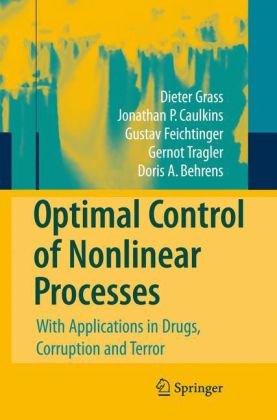 Dieter Grass
Jonathan P. Caulkins
Gustav Feichtinger
Gernot Tragler
Doris A. Behrens
Optimal Control
of Nonlinear
Processes
With Applications in Drugs,
Corruption and Terror
Springer